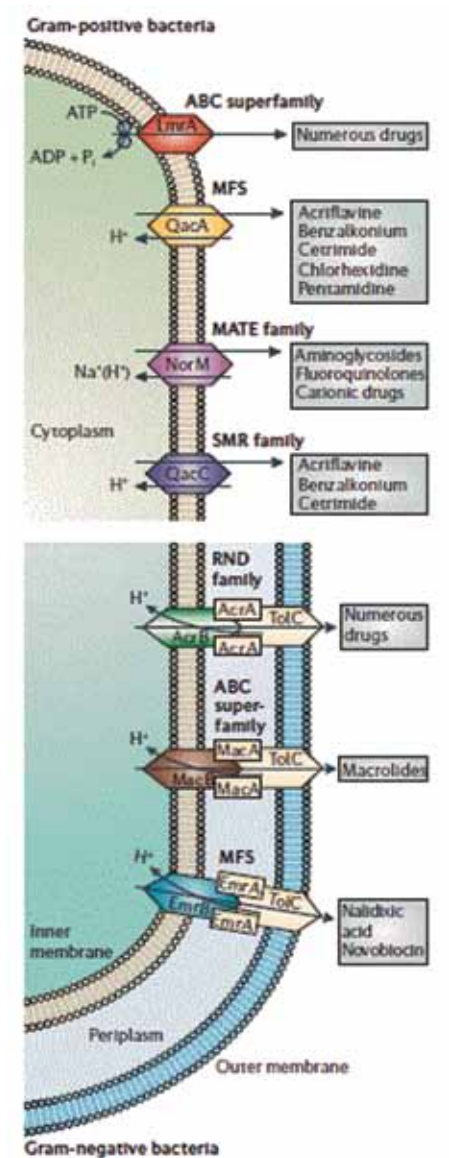 Gram-positive bacteria
ABC superfamily
ATP
LmrA
Numerous drugs
ADP + Pi
MFS
QacA
H⁺
Acriflavine
Benzalkonium
Cetrimide
Chlorhexidine
Pentamidine
MATE family
NorM
Na⁺(H⁺)
Aminoglycosides
Fluoroquinolones
Cationic drugs
Cytoplasm
SMR family
QacC
H⁺
Acriflavine
Benzalkonium
Cetrimide
RND
family
H⁺
AcrA
TolC
AcrB
AcrA
Numerous
drugs
ABC
super-
family
H⁺
MacA
TolC
MacB
MacA
Macrolides
MFS
H⁺
EmrA
TolC
EmrB
EmrA
Nalidixic
acid
Novobiocin
Inner
membrane
Periplasm
Outer membrane
Gram-negative bacteria